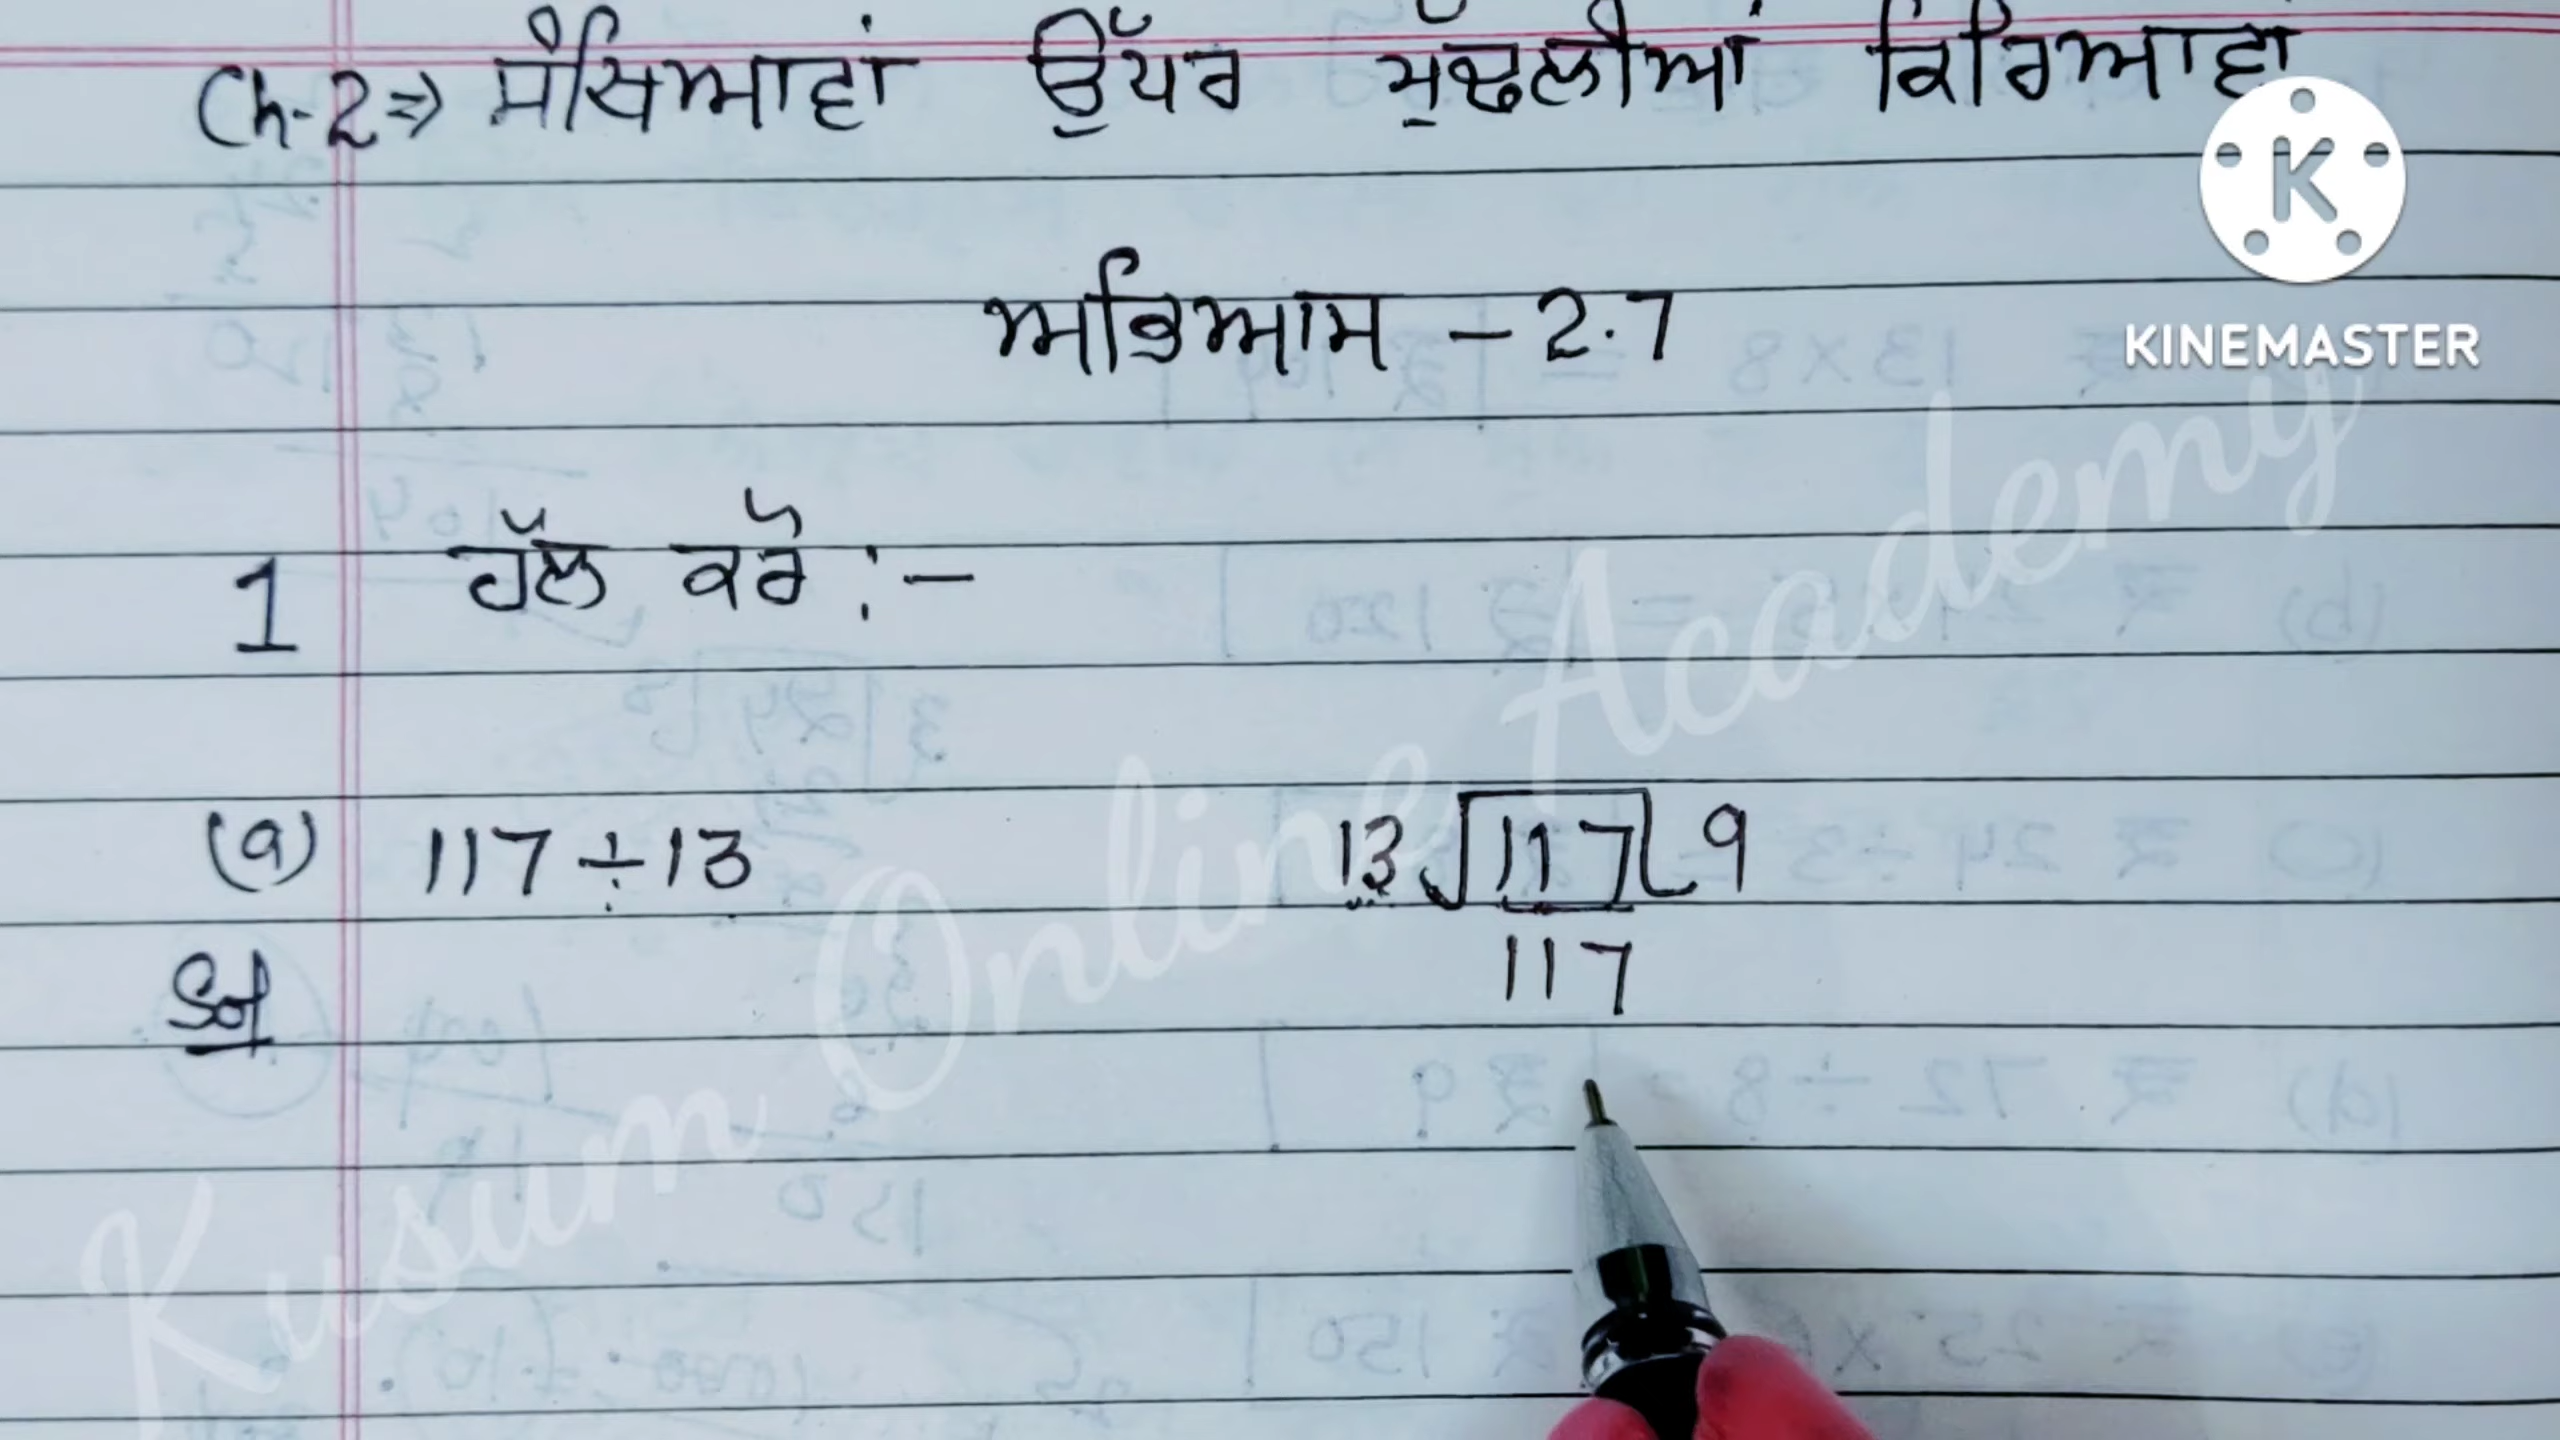 Ch-2⇒ ਸੰਖਿਆਵਾਂ ਉੱਪਰ ਮੁੱਢਲੀਆਂ ਕਿਰਿਆਵਾਂ
K
KINEMASTER
ਅਭਿਆਸ - 2.7
1 ਹੱਲ ਕਰੋ :-
(a) 117 ÷ 13
13 117 9
Sol
117
Kusum Online Academy